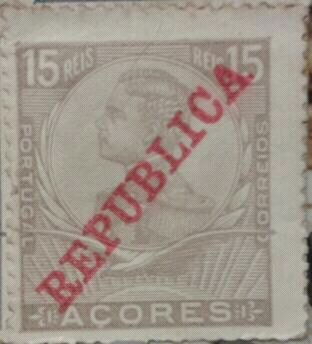 15 REIS REIS 15
PORTUGAL
CORREIOS
REPUBLICA
AÇORES